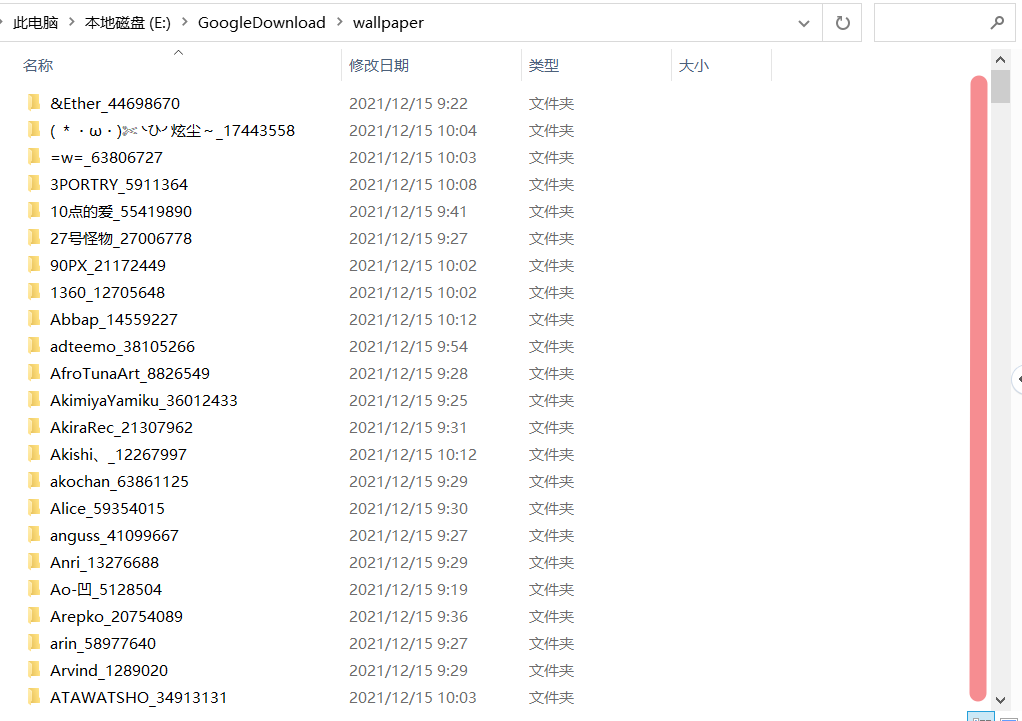 此电脑 > 本地磁盘 (E:) > GoogleDownload > wallpaper
名称 修改日期 类型 大小
&Ether_44698670 2021/12/15 9:22 文件夹
( *・ω・)✄╰ひ╯炫尘～_17443558 2021/12/15 10:04 文件夹
=w=_63806727 2021/12/15 10:03 文件夹
3PORTRY_5911364 2021/12/15 10:08 文件夹
10点的爱_55419890 2021/12/15 9:41 文件夹
27号怪物_27006778 2021/12/15 9:27 文件夹
90PX_21172449 2021/12/15 10:02 文件夹
1360_12705648 2021/12/15 10:02 文件夹
Abbap_14559227 2021/12/15 10:12 文件夹
adteemo_38105266 2021/12/15 9:54 文件夹
AfroTunaArt_8826549 2021/12/15 9:28 文件夹
AkimiyaYamiku_36012433 2021/12/15 9:25 文件夹
AkiraRec_21307962 2021/12/15 9:31 文件夹
Akishi、_12267997 2021/12/15 10:12 文件夹
akochan_63861125 2021/12/15 9:29 文件夹
Alice_59354015 2021/12/15 9:30 文件夹
anguss_41099667 2021/12/15 9:27 文件夹
Anri_13276688 2021/12/15 9:29 文件夹
Ao-凹_5128504 2021/12/15 9:19 文件夹
Arepko_20754089 2021/12/15 9:36 文件夹
arin_58977640 2021/12/15 9:27 文件夹
Arvind_1289020 2021/12/15 9:29 文件夹
ATAWATSHO_34913131 2021/12/15 10:03 文件夹